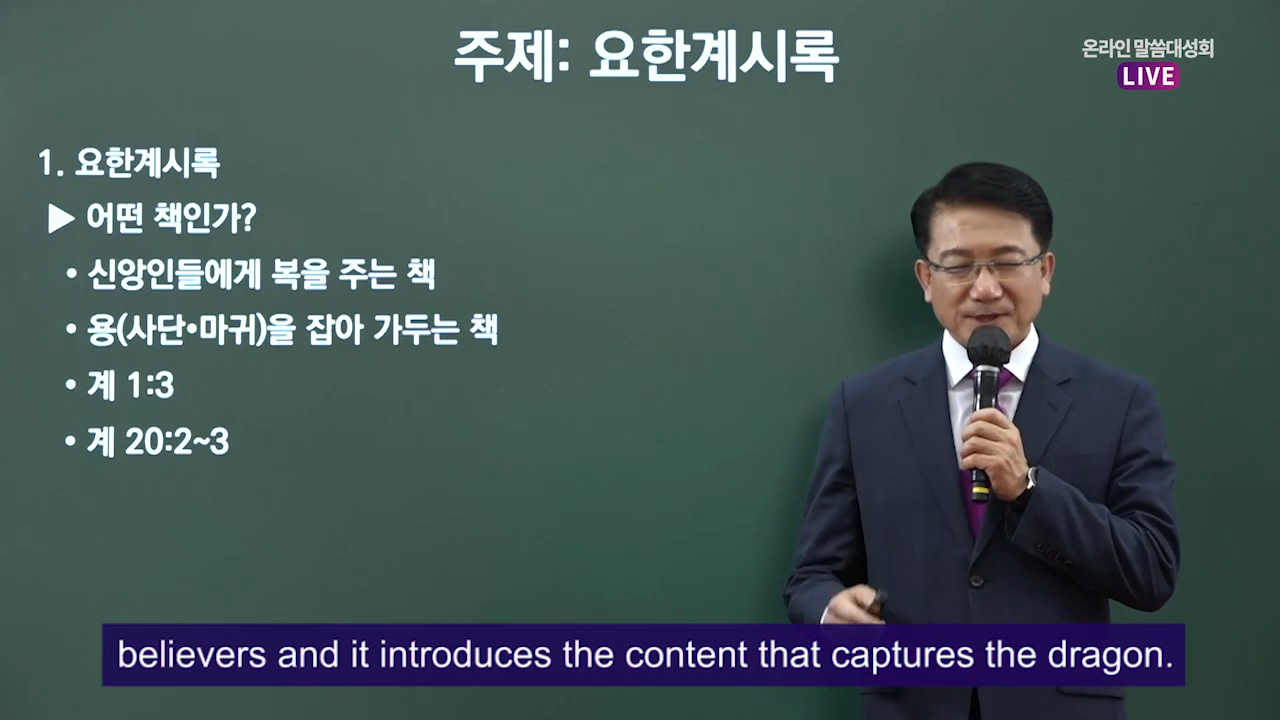 주제: 요한계시록
온라인 말씀대성회
LIVE
1. 요한계시록
▶ 어떤 책인가?
• 신앙인들에게 복을 주는 책
• 용(사단•마귀)을 잡아 가두는 책
• 계 1:3
• 계 20:2~3
believers and it introduces the content that captures the dragon.